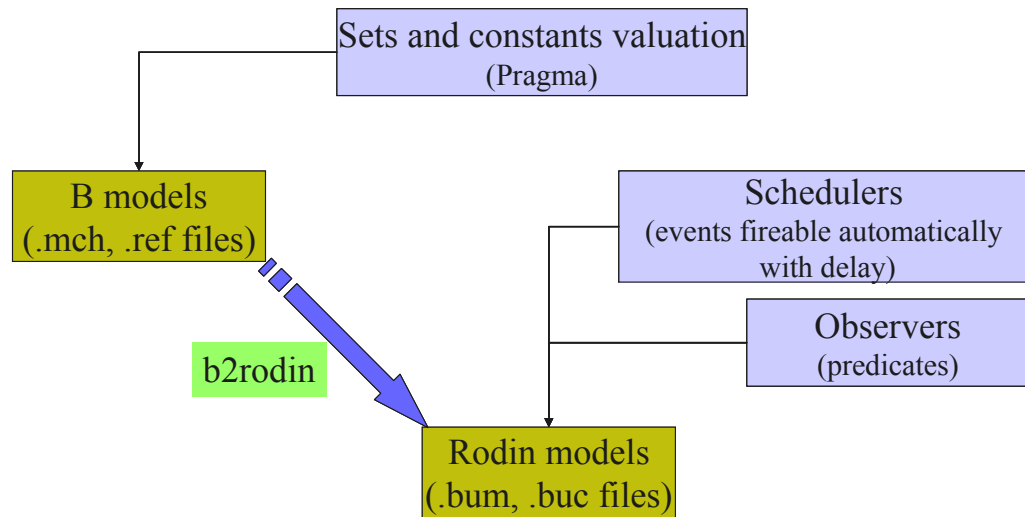 Sets and constants valuation
(Pragma)
B models
(.mch, .ref files)
Schedulers
(events fireable automatically
with delay)
Observers
(predicates)
b2rodin
Rodin models
(.bum, .buc files)